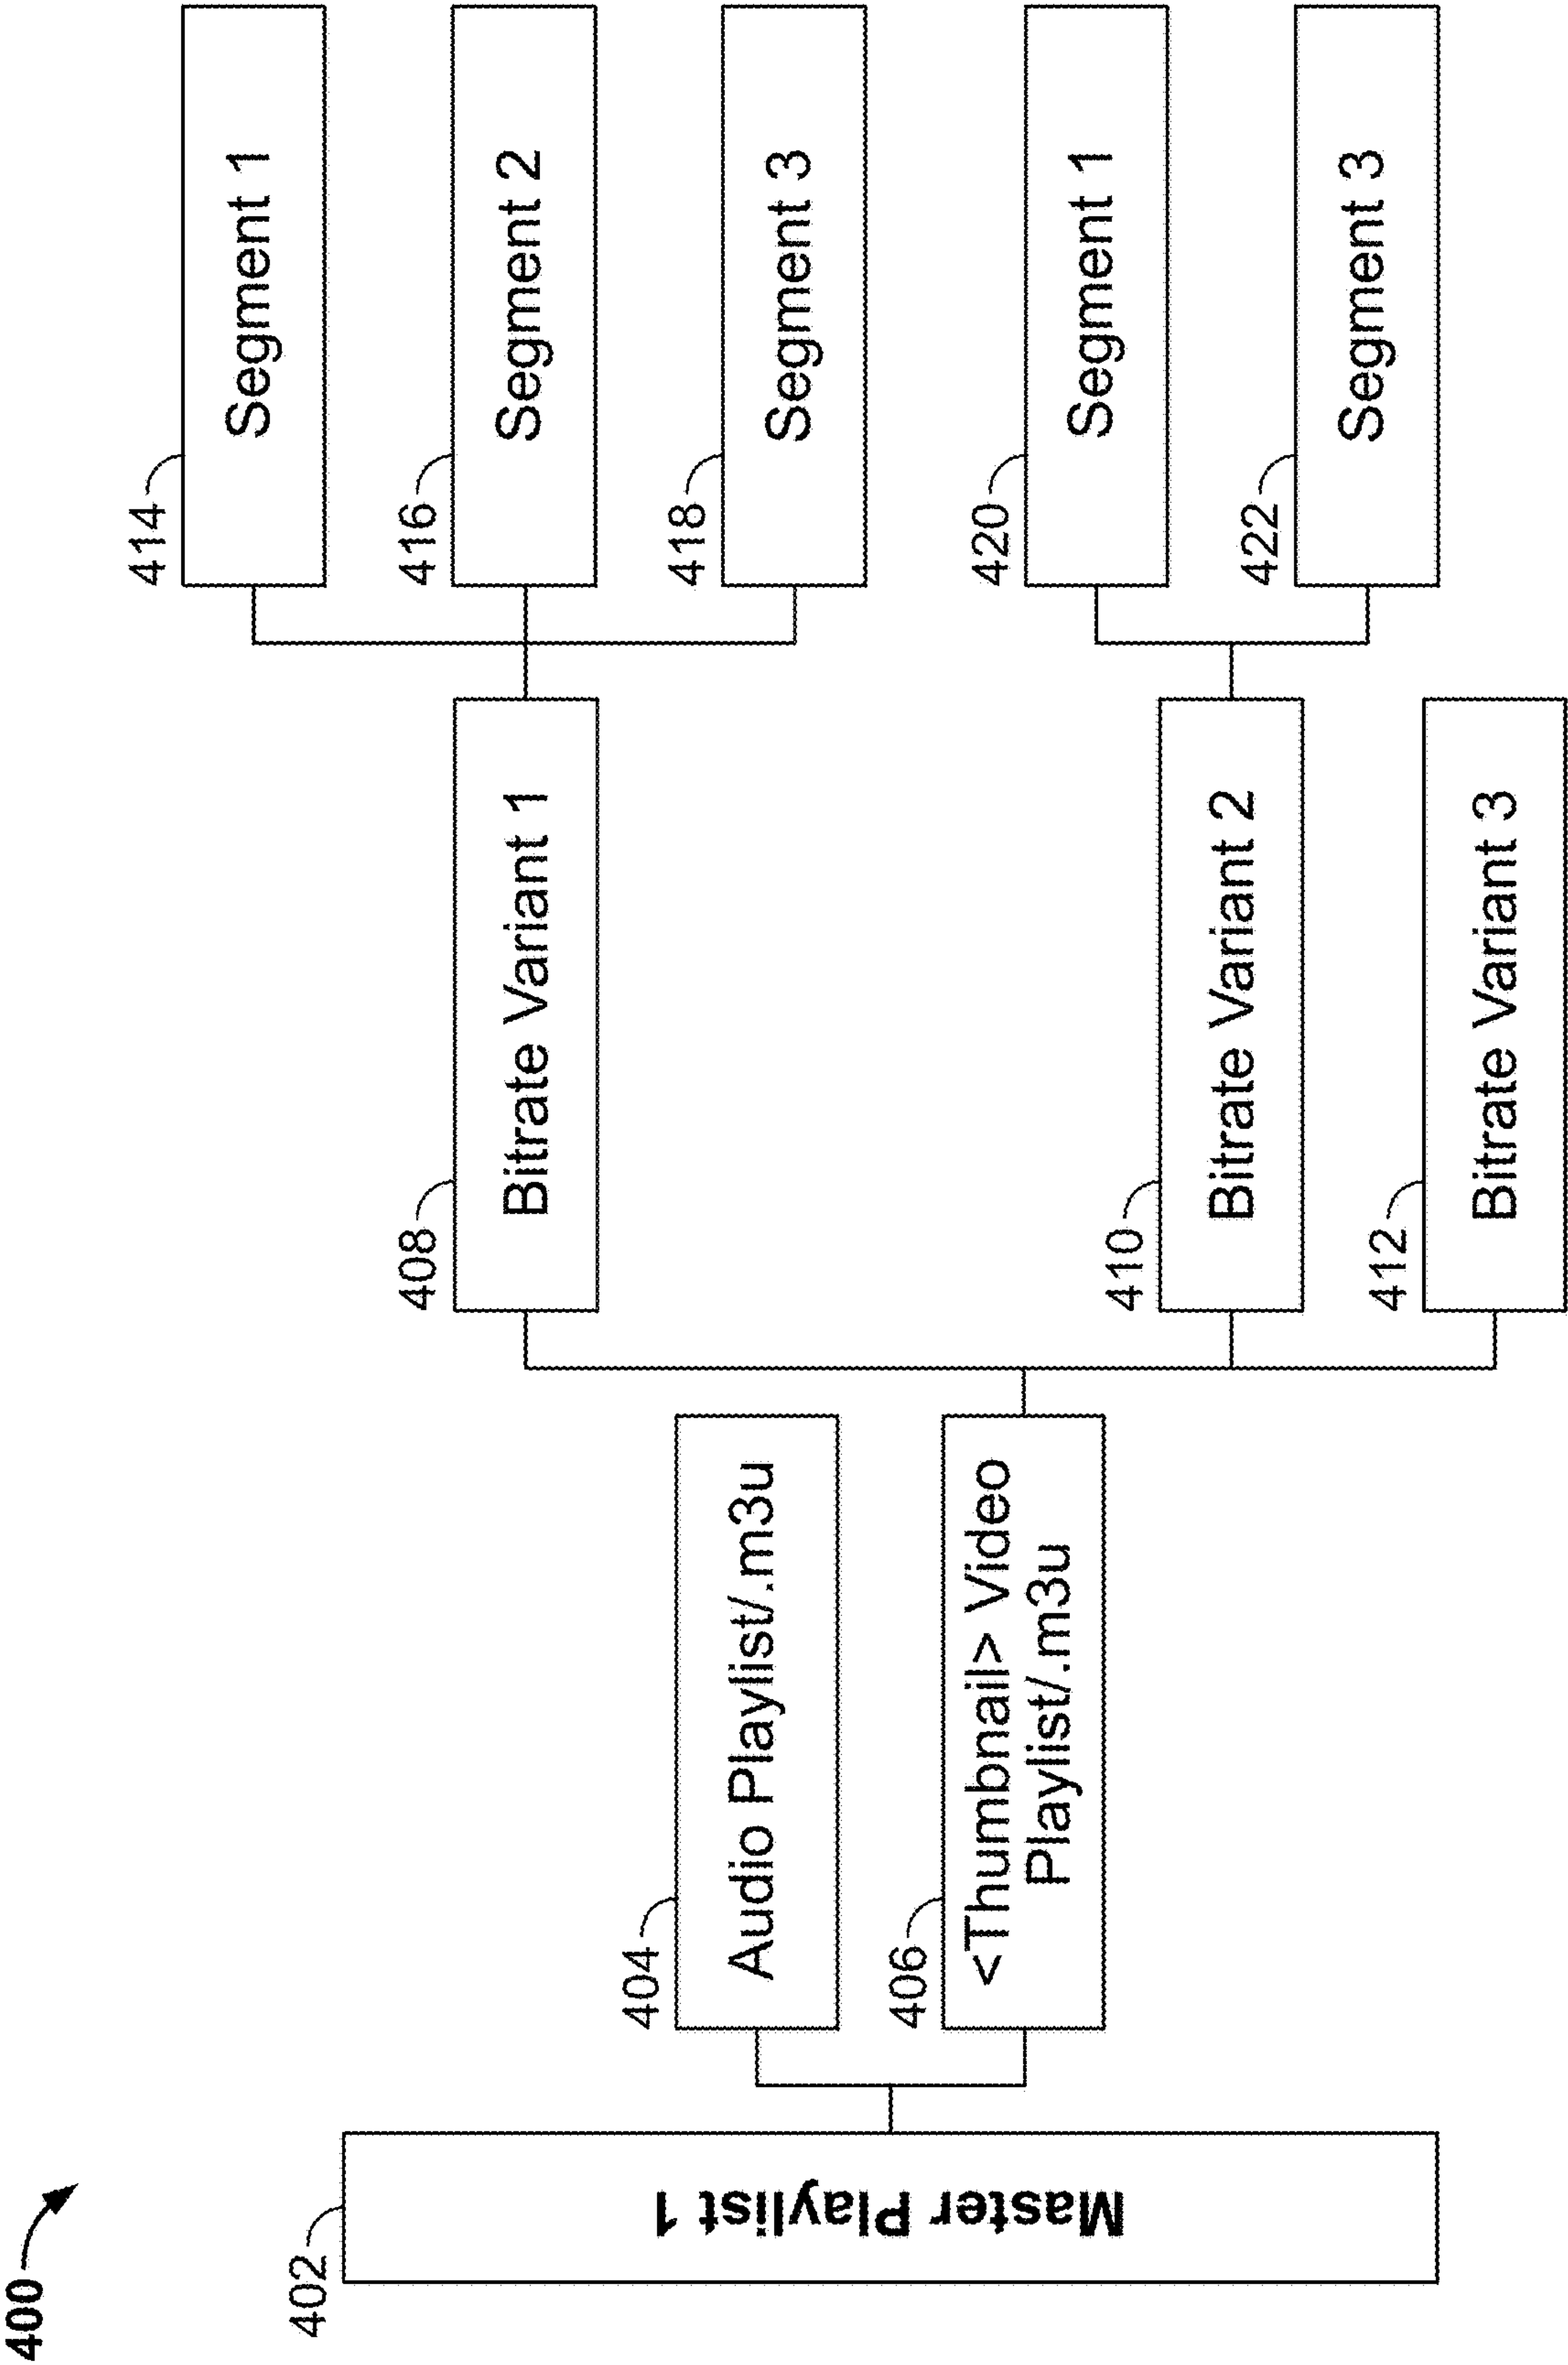 400
402
Master Playlist 1
404
Audio Playlist/.m3u
406
<Thumbnail> Video
Playlist/.m3u
408
Bitrate Variant 1
410
Bitrate Variant 2
412
Bitrate Variant 3
414
Segment 1
416
Segment 2
418
Segment 3
420
Segment 1
422
Segment 3